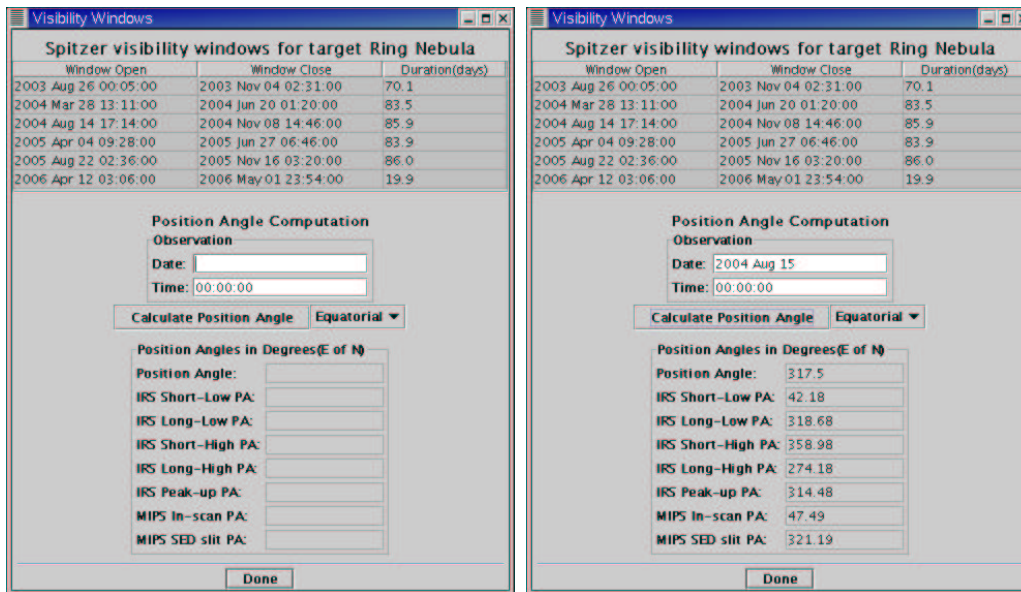 Visibility Windows
Spitzer visibility windows for target Ring Nebula
Window Open Window Close Duration(days)
2003 Aug 26 00:05:00 2003 Nov 04 02:31:00 70.1
2004 Mar 28 13:11:00 2004 Jun 20 01:20:00 83.5
2004 Aug 14 17:14:00 2004 Nov 08 14:46:00 85.9
2005 Apr 04 09:28:00 2005 Jun 27 06:46:00 83.9
2005 Aug 22 02:36:00 2005 Nov 16 03:20:00 86.0
2006 Apr 12 03:06:00 2006 May 01 23:54:00 19.9
Position Angle Computation
Observation
Date:
Time: 00:00:00
Calculate Position Angle Equatorial
Position Angles in Degrees(E of N)
Position Angle:
IRS Short-Low PA:
IRS Long-Low PA:
IRS Short-High PA:
IRS Long-High PA:
IRS Peak-up PA:
MIPS In-scan PA:
MIPS SED slit PA:
Done
Visibility Windows
Spitzer visibility windows for target Ring Nebula
Window Open Window Close Duration(days)
2003 Aug 26 00:05:00 2003 Nov 04 02:31:00 70.1
2004 Mar 28 13:11:00 2004 Jun 20 01:20:00 83.5
2004 Aug 14 17:14:00 2004 Nov 08 14:46:00 85.9
2005 Apr 04 09:28:00 2005 Jun 27 06:46:00 83.9
2005 Aug 22 02:36:00 2005 Nov 16 03:20:00 86.0
2006 Apr 12 03:06:00 2006 May 01 23:54:00 19.9
Position Angle Computation
Observation
Date: 2004 Aug 15
Time: 00:00:00
Calculate Position Angle Equatorial
Position Angles in Degrees(E of N)
Position Angle: 317.5
IRS Short-Low PA: 42.18
IRS Long-Low PA: 318.68
IRS Short-High PA: 358.98
IRS Long-High PA: 274.18
IRS Peak-up PA: 314.48
MIPS In-scan PA: 47.49
MIPS SED slit PA: 321.19
Done